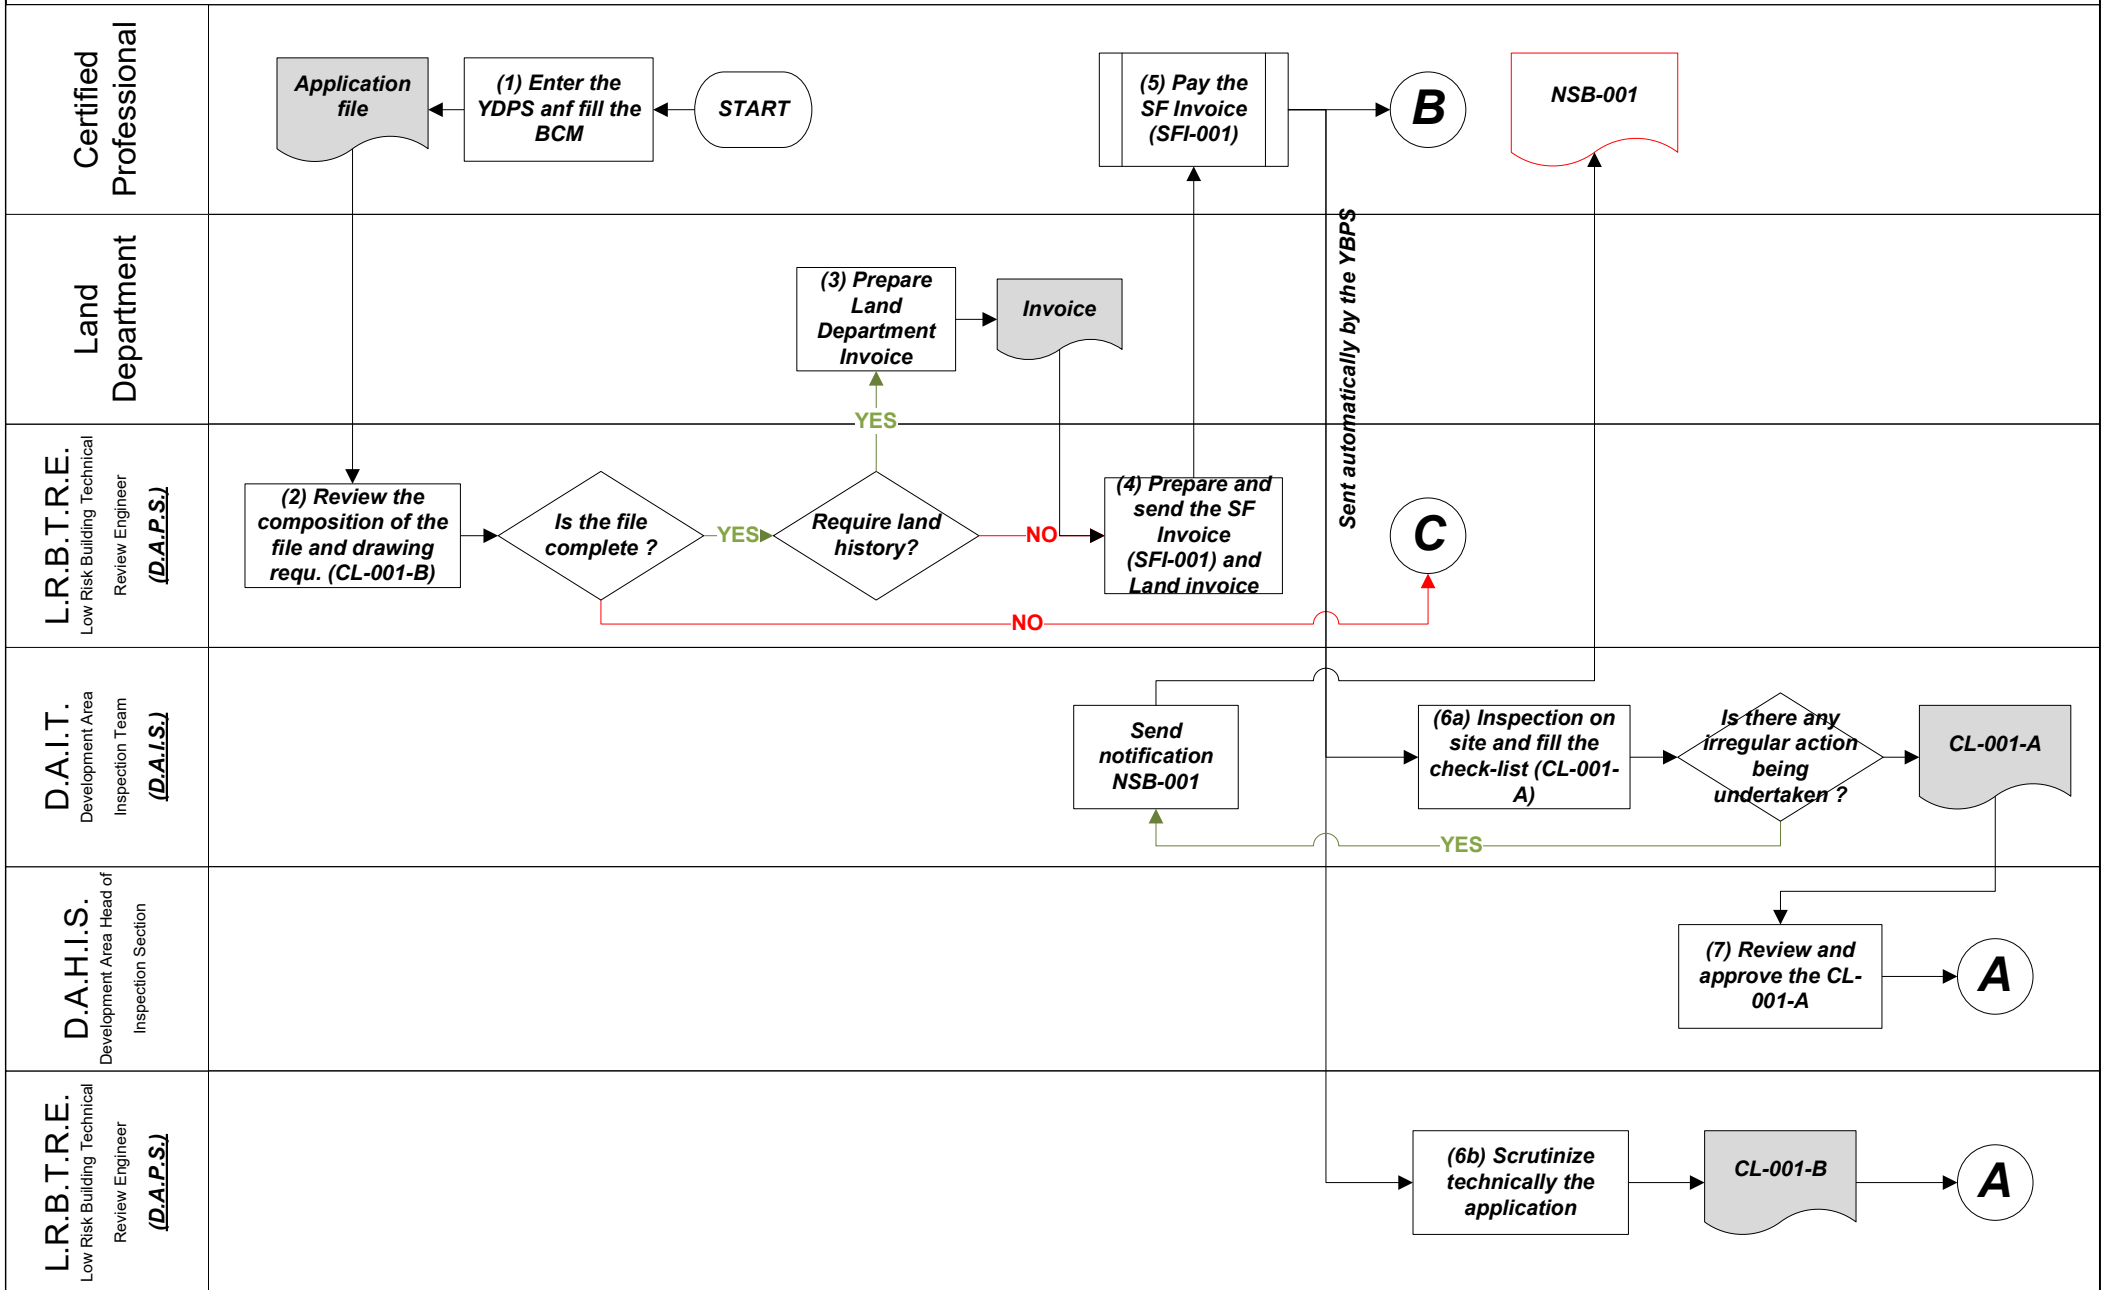 Certified
Professional
Application
file
(1) Enter the
YDPS anf fill the
BCM
START
(5) Pay the
SF Invoice
(SFI-001)
B
NSB-001
Land
Department
(3) Prepare
Land
Department
Invoice
Invoice
Sent automatically by the YBPS
YES
L.R.B.T.R.E.
Low Risk Building Technical
Review Engineer
(D.A.P.S.)
(2) Review the
composition of the
file and drawing
requ. (CL-001-B)
Is the file
complete ?
YES
Require land
history?
NO
(4) Prepare and
send the SF
Invoice
(SFI-001) and
Land invoice
C
NO
D.A.I.T.
Development Area
Inspection Team
(D.A.I.S.)
Send
notification
NSB-001
(6a) Inspection on
site and fill the
check-list (CL-001-
A)
Is there any
irregular action
being
undertaken ?
CL-001-A
YES
D.A.H.I.S.
Development Area Head of
Inspection Section
(7) Review and
approve the CL-
001-A
A
L.R.B.T.R.E.
Low Risk Building Technical
Review Engineer
(D.A.P.S.)
(6b) Scrutinize
technically the
application
CL-001-B
A